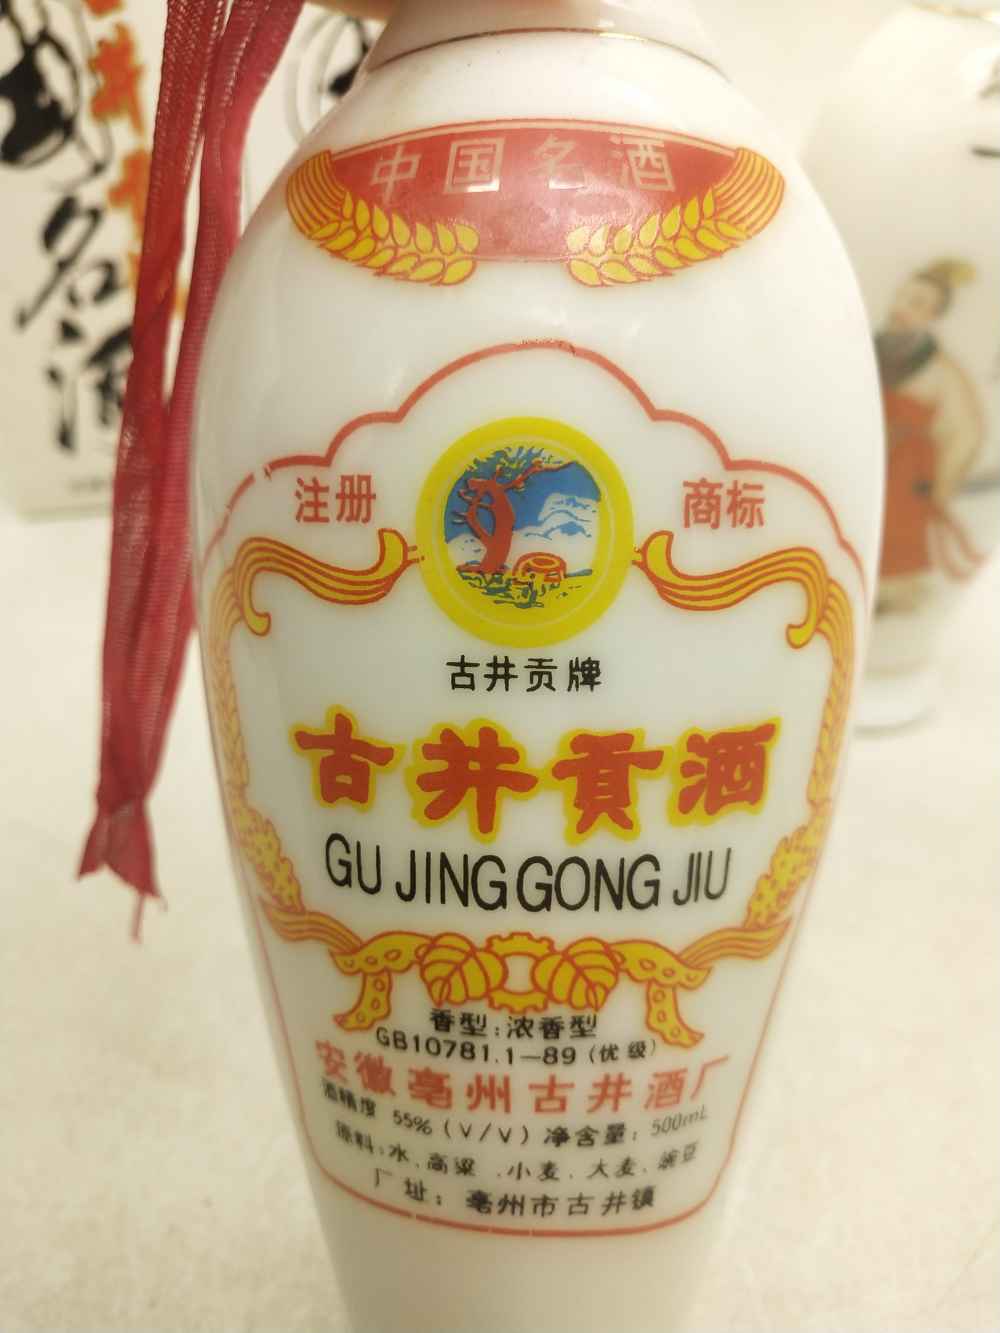 中国名酒
注册 商标
古井贡牌
古井贡酒
GU JING GONG JIU
香型:浓香型
GB10781.1—89(优级)
安徽亳州古井酒厂
酒精度 55%(V/V) 净含量:500mL
原料:水、高粱、小麦、大麦、豌豆
厂址:亳州市古井镇
名酒